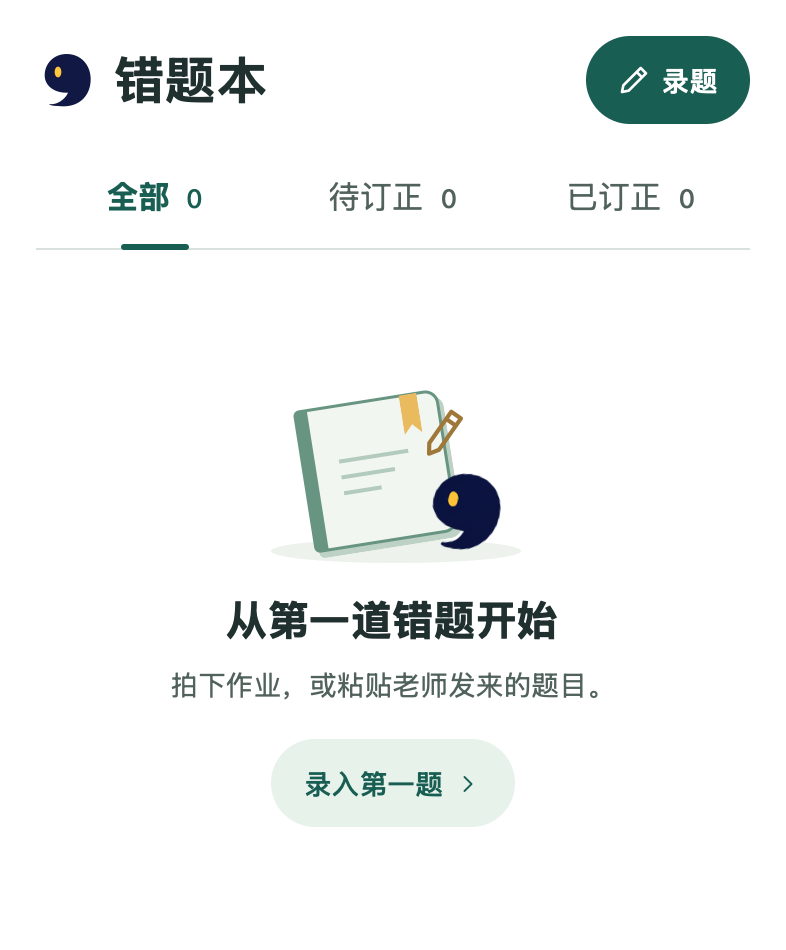 错题本
录题
全部 0
待订正 0
已订正 0
从第一道错题开始
拍下作业，或粘贴老师发来的题目。
录入第一题